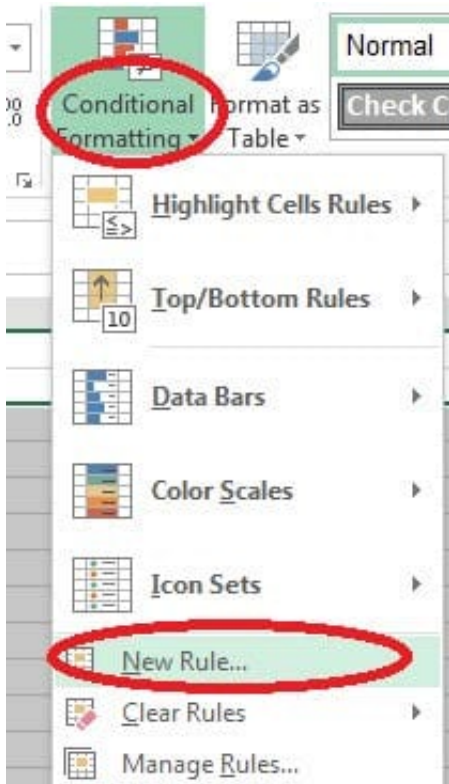 Normal
Conditional Formatting
Format as Table
Check C
Highlight Cells Rules
Top/Bottom Rules
10
Data Bars
Color Scales
Icon Sets
New Rule...
Clear Rules
Manage Rules...